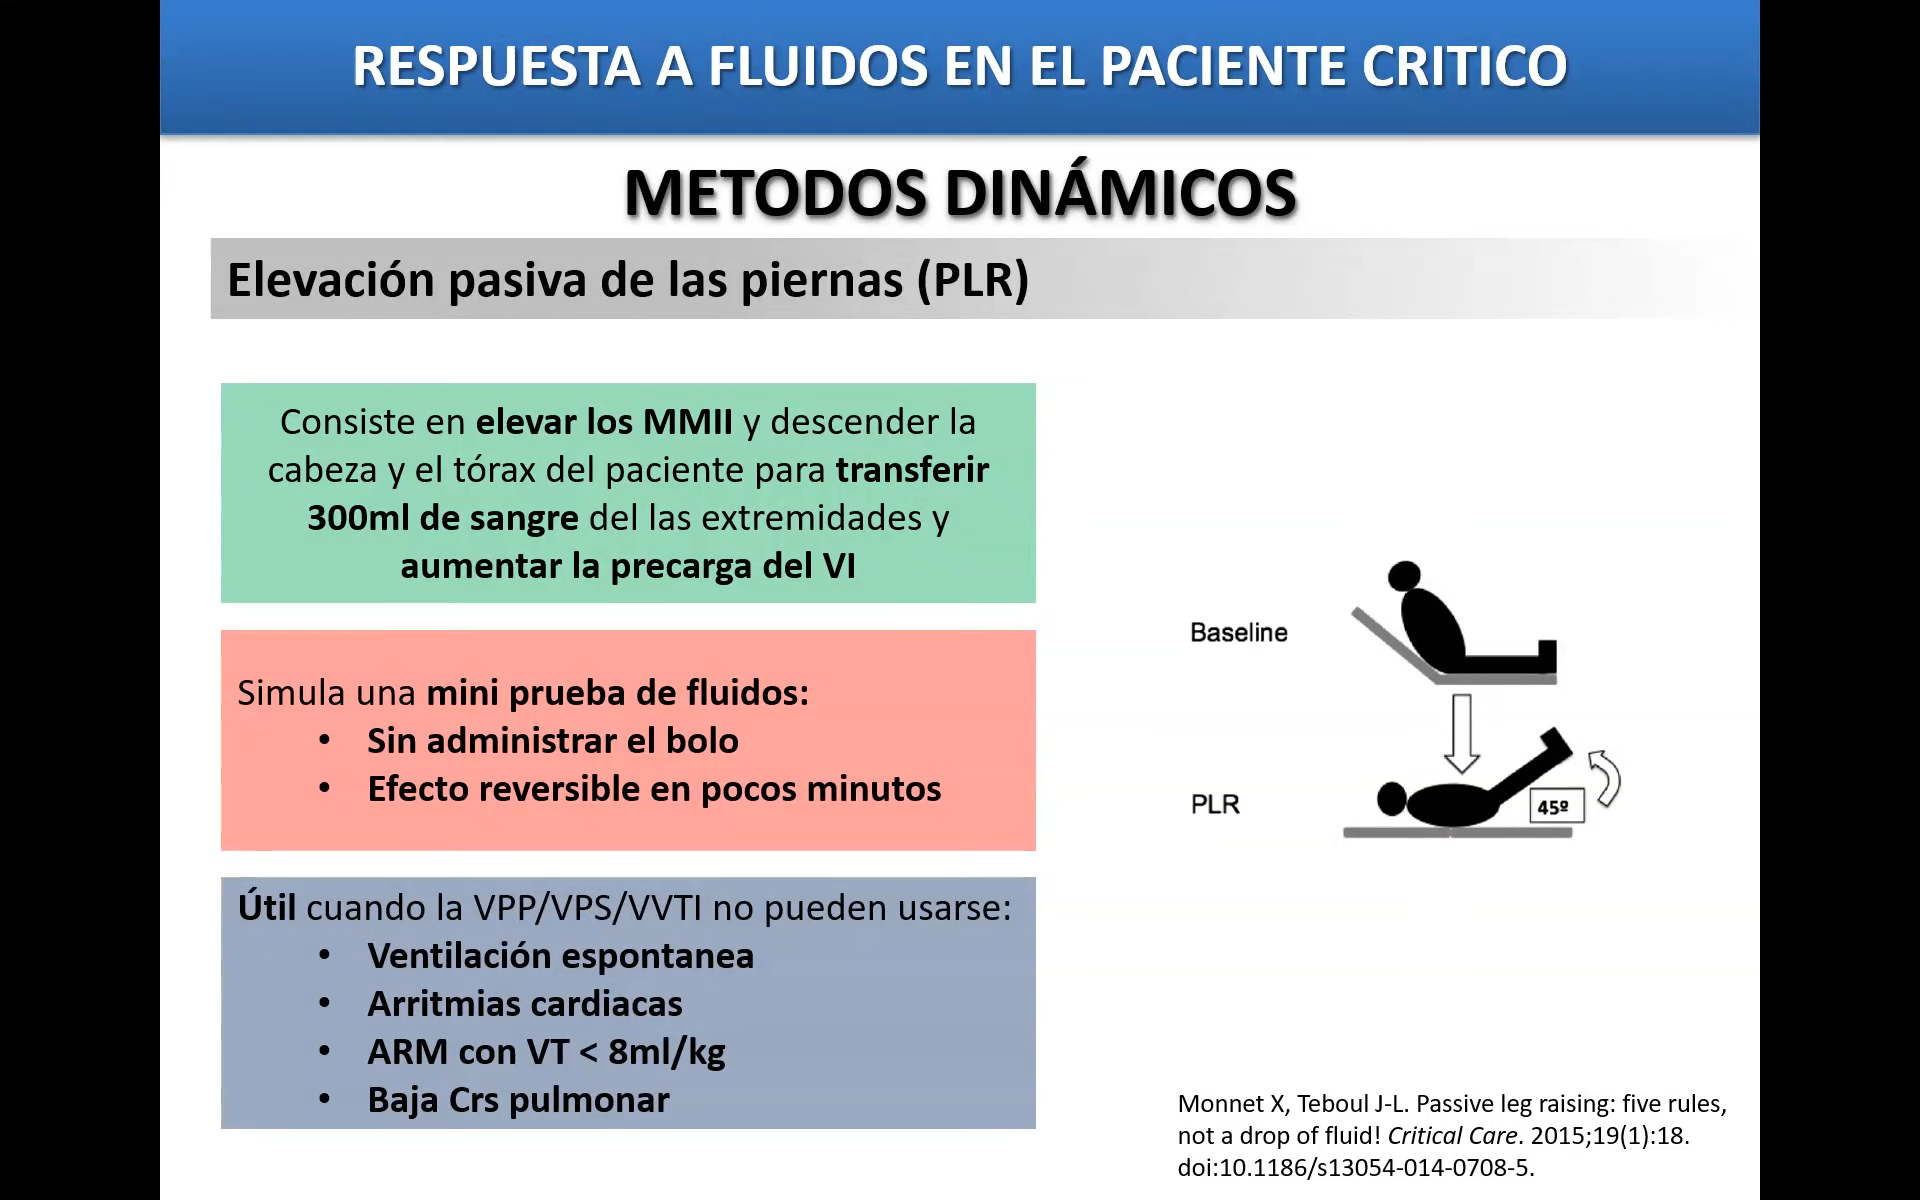 RESPUESTA A FLUIDOS EN EL PACIENTE CRITICO
METODOS DINÁMICOS
Elevación pasiva de las piernas (PLR)
Consiste en elevar los MMII y descender la
cabeza y el tórax del paciente para transferir
300ml de sangre del las extremidades y
aumentar la precarga del VI
Simula una mini prueba de fluidos:
• Sin administrar el bolo
• Efecto reversible en pocos minutos
Útil cuando la VPP/VPS/VVTI no pueden usarse:
• Ventilación espontanea
• Arritmias cardiacas
• ARM con VT < 8ml/kg
• Baja Crs pulmonar
Baseline
PLR
45º
Monnet X, Teboul J-L. Passive leg raising: five rules,
not a drop of fluid! Critical Care. 2015;19(1):18.
doi:10.1186/s13054-014-0708-5.